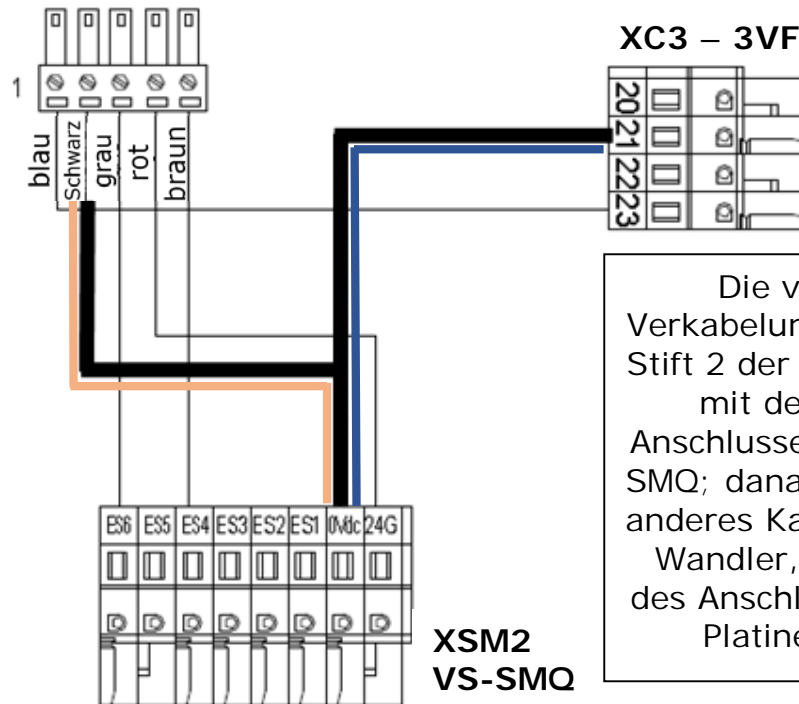 XC3 – 3VF
1
blau
Schwarz
grau
rot
braun
20
21
22
23
Die v
Verkabelun
Stift 2 der
mit de
Anschlusse
SMQ; dana
anderes Ka
Wandler,
des Anschl
Platine
ES6 ES5 ES4 ES3 ES2 ES1 0Vdc 24G
XSM2
VS-SMQ